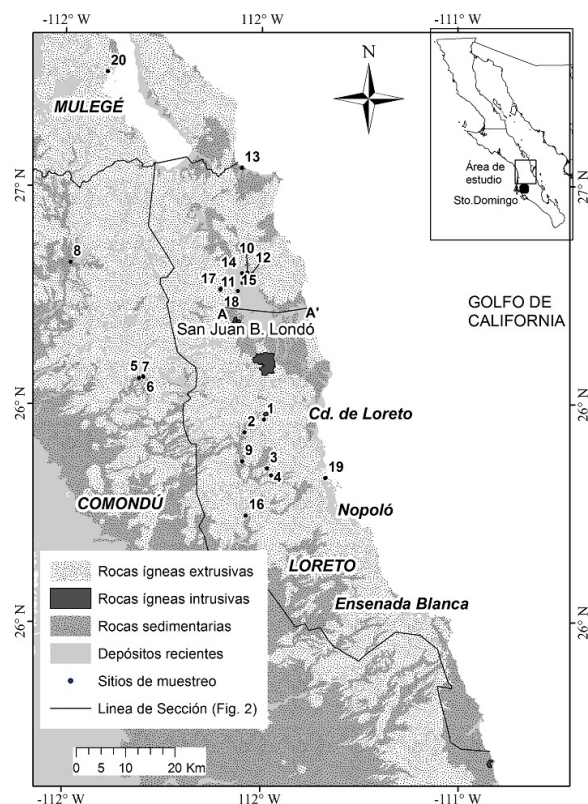 -112° W
-112° W
-111° W
20
MULEGÉ
N
Área de
estudio
Sto.Domingo
27° N
27° N
13
8
10
12
14
15
17
11
18
A
A'
San Juan B. Londó
GOLFO DE
CALIFORNIA
5
7
6
26° N
26° N
1
Cd. de Loreto
2
9
3
4
19
COMONDÚ
16
Nopoló
LORETO
Ensenada Blanca
26° N
26° N
Rocas ígneas extrusivas
Rocas ígneas intrusivas
Rocas sedimentarias
Depósitos recientes
Sitios de muestreo
Linea de Sección (Fig. 2)
0 10 20 Km
-112° W
-112° W
-111° W